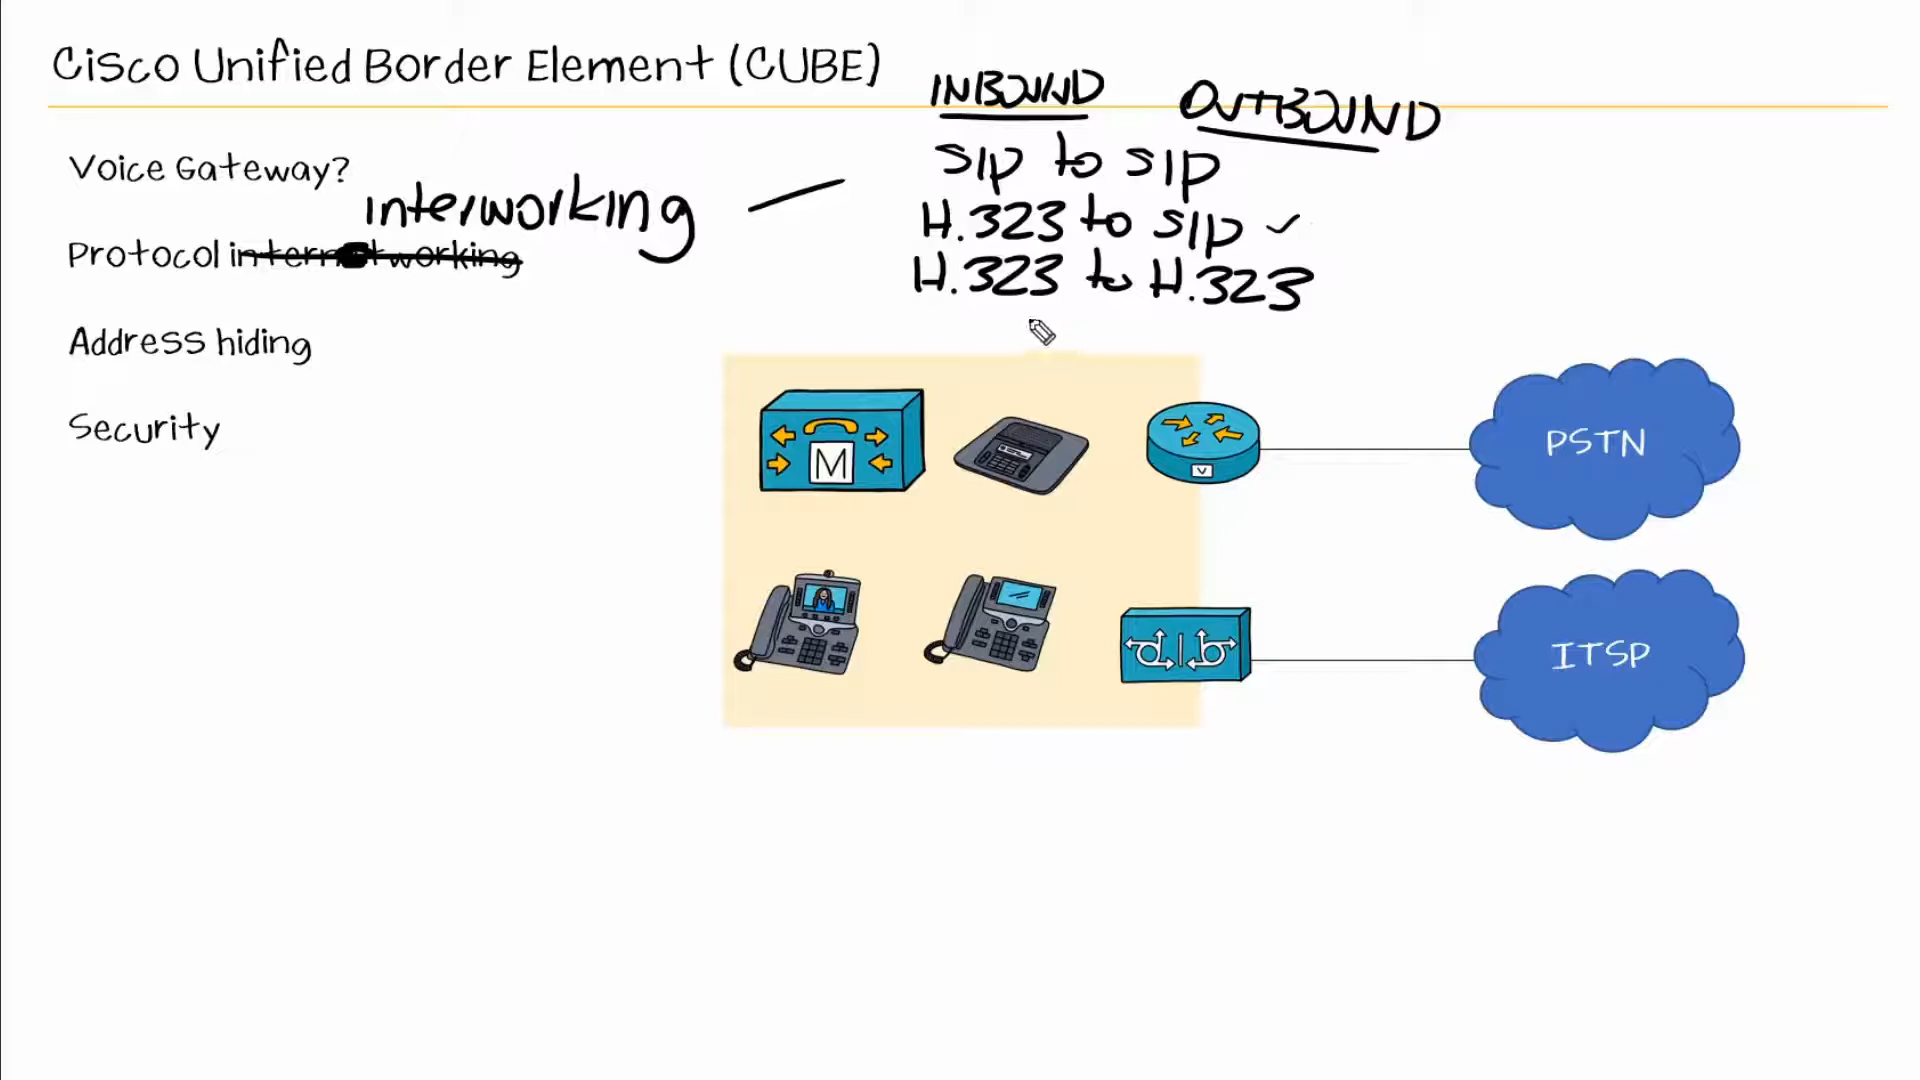 Cisco Unified Border Element (CUBE)
INBOUND OUTBOUND
Voice Gateway?
sip to sip
interworking
H.323 to sip
Protocol internetworking
H.323 to H.323
Address hiding
Security
M
V
PSTN
ITSP